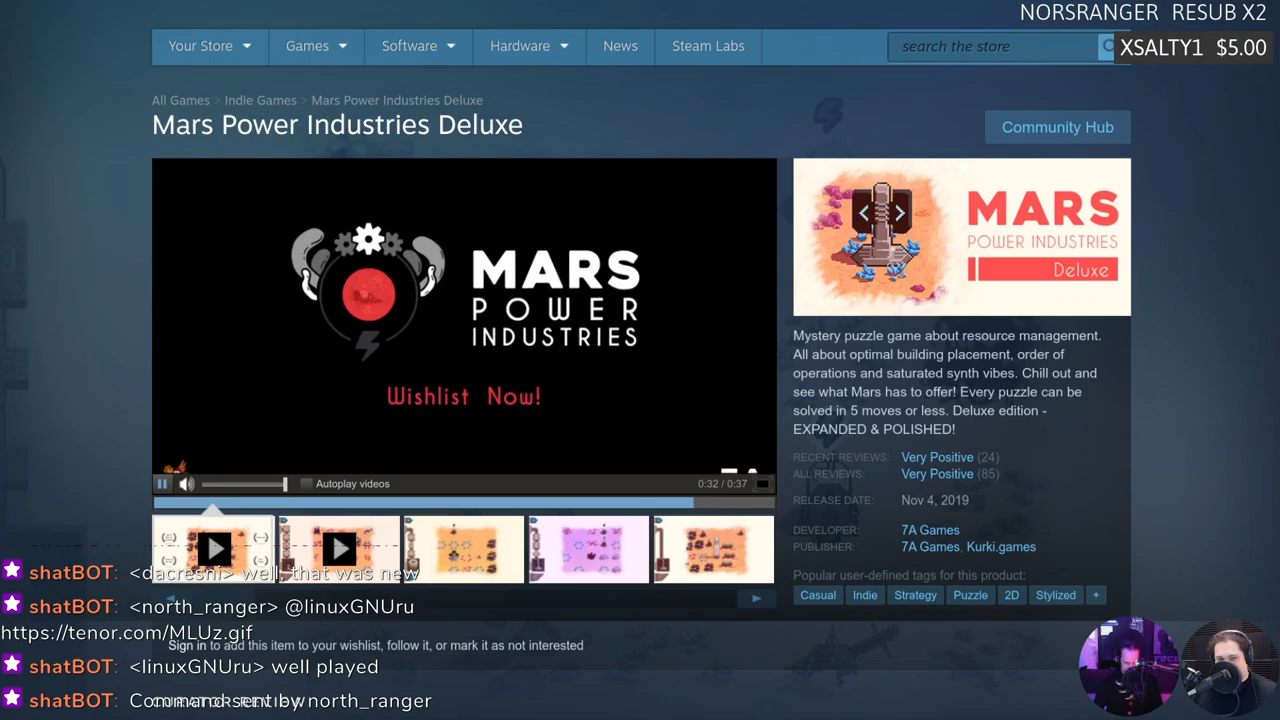 NORSRANGER RESUB X2
XSALTY1 $5.00
Your Store
Games
Software
Hardware
News
Steam Labs
search the store
All Games > Indie Games > Mars Power Industries Deluxe
Mars Power Industries Deluxe
Community Hub
MARS
POWER
INDUSTRIES
Wishlist Now!
Autoplay videos
0:32 / 0:37
MARS
POWER INDUSTRIES
Deluxe
Mystery puzzle game about resource management.
All about optimal building placement, order of
operations and saturated synth vibes. Chill out and
see what Mars has to offer! Every puzzle can be
solved in 5 moves or less. Deluxe edition -
EXPANDED & POLISHED!
RECENT REVIEWS: Very Positive (24)
ALL REVIEWS: Very Positive (85)
RELEASE DATE: Nov 4, 2019
DEVELOPER: 7A Games
PUBLISHER: 7A Games, Kurki.games
Popular user-defined tags for this product:
Casual Indie Strategy Puzzle 2D Stylized +
shatBOT: <dacreshi> well, that was new
shatBOT: <north_ranger> @linuxGNUru
https://tenor.com/MLUz.gif
Sign in to add this item to your wishlist, follow it, or mark it as not interested
shatBOT: <linuxGNUru> well played
shatBOT: Command sent by north_ranger